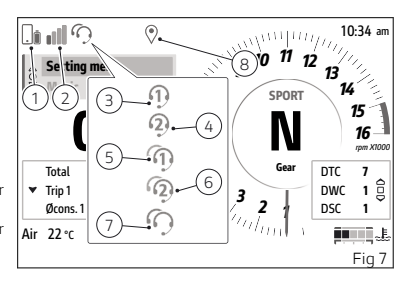 10:34 am
Setting me
1
2
3
4
5
6
7
8
1
2
1
2
0 11 12
13
14
15
16
rpm X1000
SPORT
N
Gear
3 2 1
Total
Trip 1
Øcons. 1
DTC 7
DWC 1
DSC 1
Air 22 °C
r
r
Fig 7